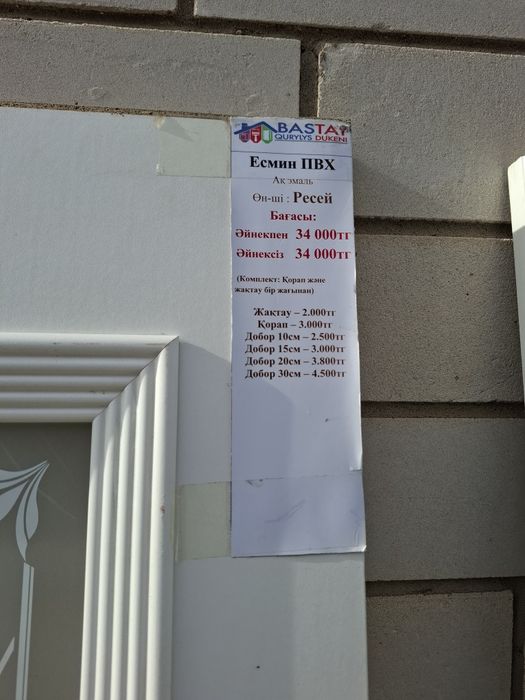 BASTAY
QURYLYS DUKENI
Есмин ПВХ
Ақ эмаль
Өн-ші : Ресей
Бағасы:
Әйнекпен 34 000тг
Әйнексіз 34 000тг
(Комплект: Қорап және
жақтау бір жағынан)
Жақтау – 2.000тг
Қорап – 3.000тг
Добор 10см – 2.500тг
Добор 15см – 3.000тг
Добор 20см – 3.800тг
Добор 30см – 4.500тг